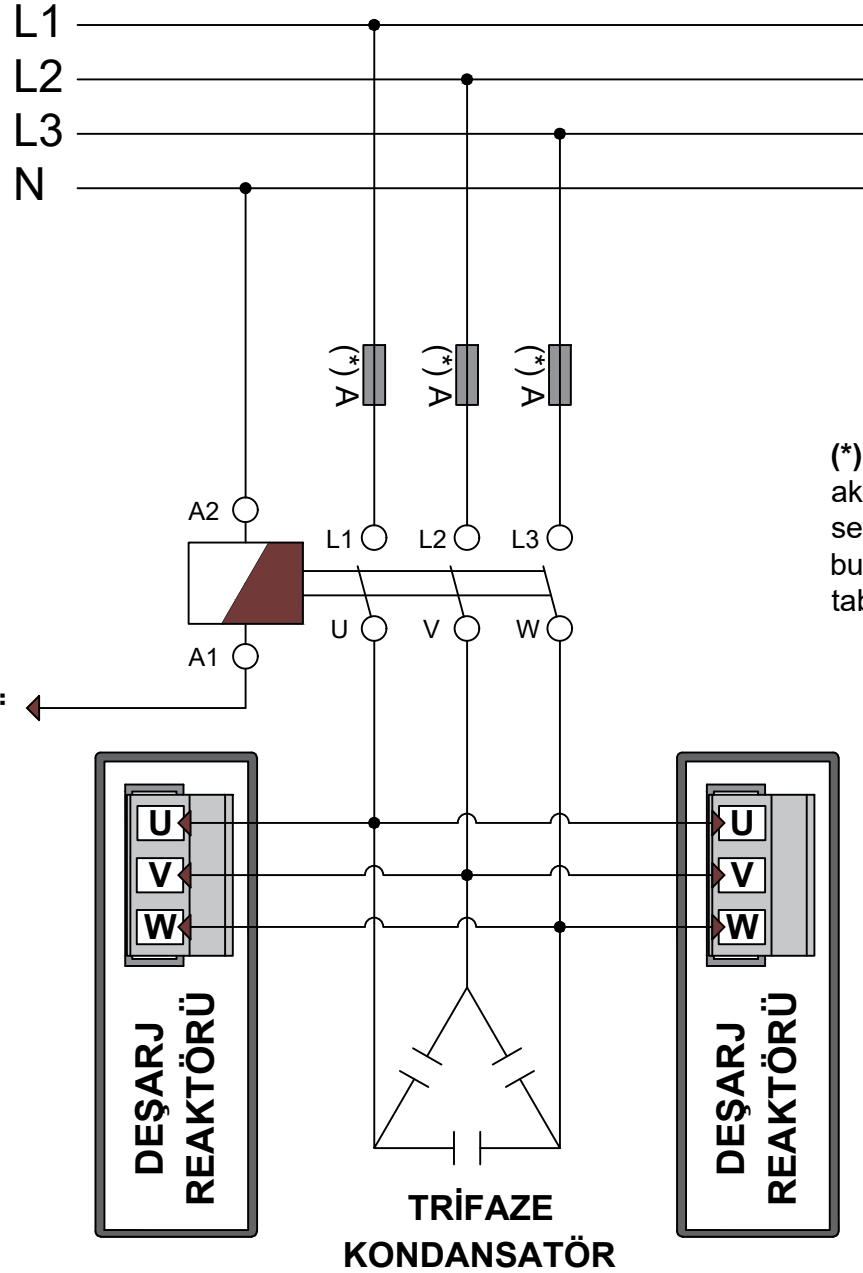 L1
L2
L3
N
(*) A
(*) A
(*) A
(*)
ak
se
bu
tab
A2
L1
L2
L3
U
V
W
A1
U
V
W
U
V
W
DEŞARJ
REAKTÖRÜ
DEŞARJ
REAKTÖRÜ
TRİFAZE
KONDANSATÖR